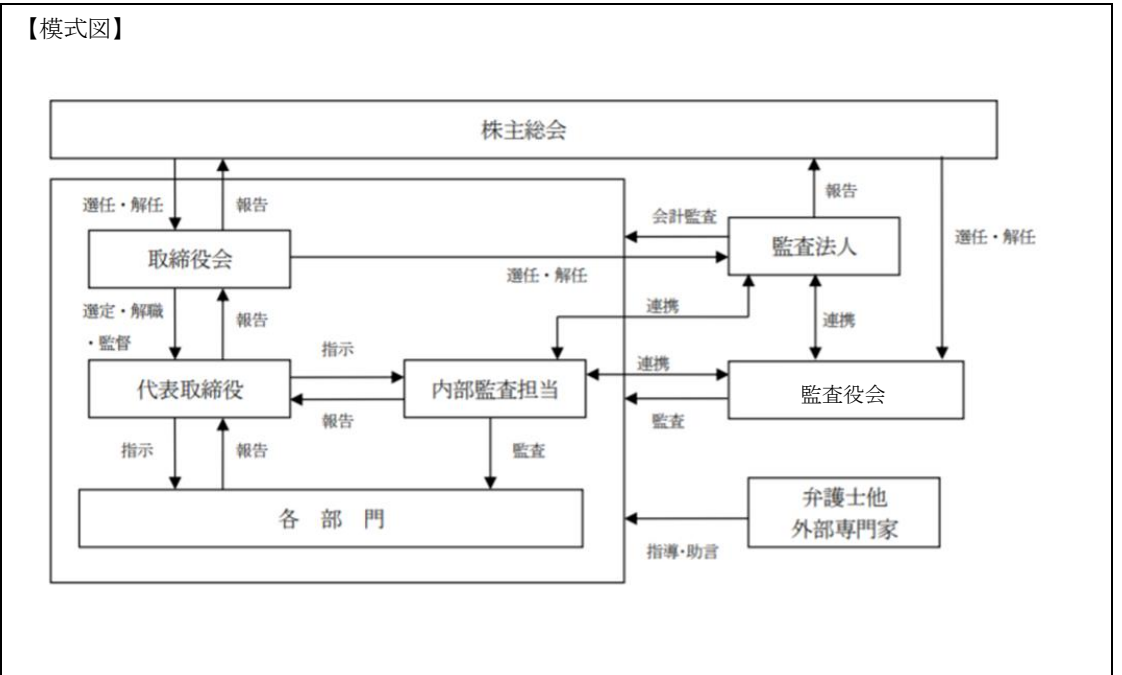 【模式図】
株主総会
選任・解任
報告
報告
会計監査
監査法人
選任・解任
取締役会
選任・解任
選定・解職
・監督
報告
連携
連携
指示
連携
代表取締役
内部監査担当
監査役会
報告
監査
指示
報告
監査
各 部 門
弁護士他
外部専門家
指導・助言